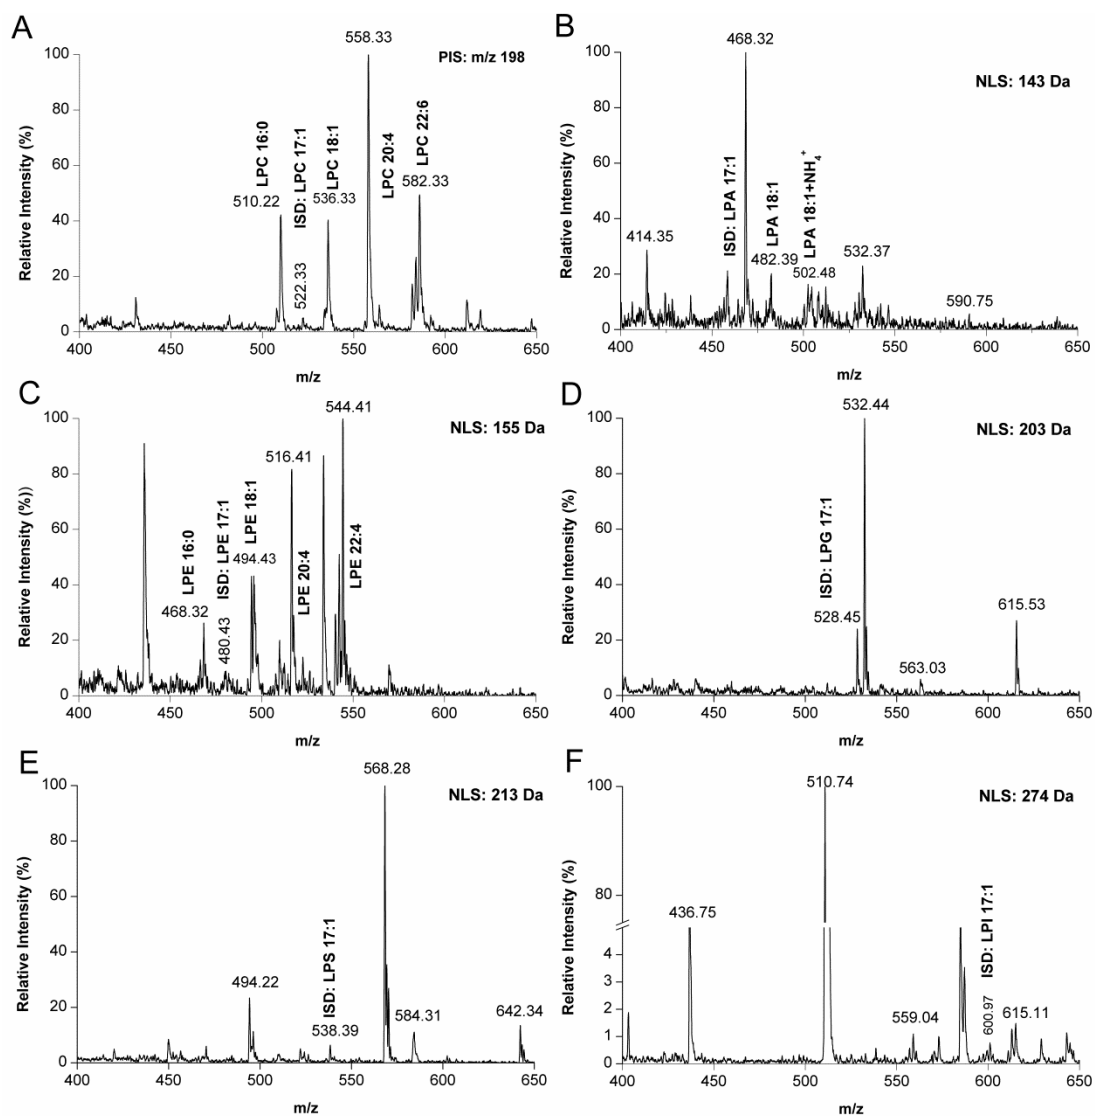 A
PIS: m/z 198
558.33
LPC 16:0
510.22
ISD: LPC 17:1
522.33
LPC 18:1
536.33
LPC 20:4
LPC 22:6
582.33
Relative Intensity (%)
100
80
60
40
20
0
400 450 500 550 600 650
m/z
B
NLS: 143 Da
468.32
414.35
ISD: LPA 17:1
LPA 18:1
482.39
LPA 18:1+NH4+
502.48
532.37
590.75
Relative Intensity (%)
100
80
60
40
20
0
400 450 500 550 600 650
m/z
C
NLS: 155 Da
544.41
516.41
LPE 16:0
468.32
ISD: LPE 17:1
480.43
LPE 18:1
494.43
LPE 20:4
LPE 22:4
Relative Intensity (%))
100
80
60
40
20
0
400 450 500 550 600 650
m/z
D
NLS: 203 Da
532.44
ISD: LPG 17:1
528.45
563.03
615.53
Relative Intensity (%)
100
80
60
40
20
0
400 450 500 550 600 650
m/z
E
NLS: 213 Da
568.28
494.22
ISD: LPS 17:1
538.39
584.31
642.34
Relative Intensity (%)
100
80
60
40
20
0
400 450 500 550 600 650
m/z
F
NLS: 274 Da
510.74
436.75
559.04
ISD: LPI 17:1
600.97
615.11
Relative Intensity (%)
100
80
4
3
2
1
0
400 450 500 550 600 650
m/z